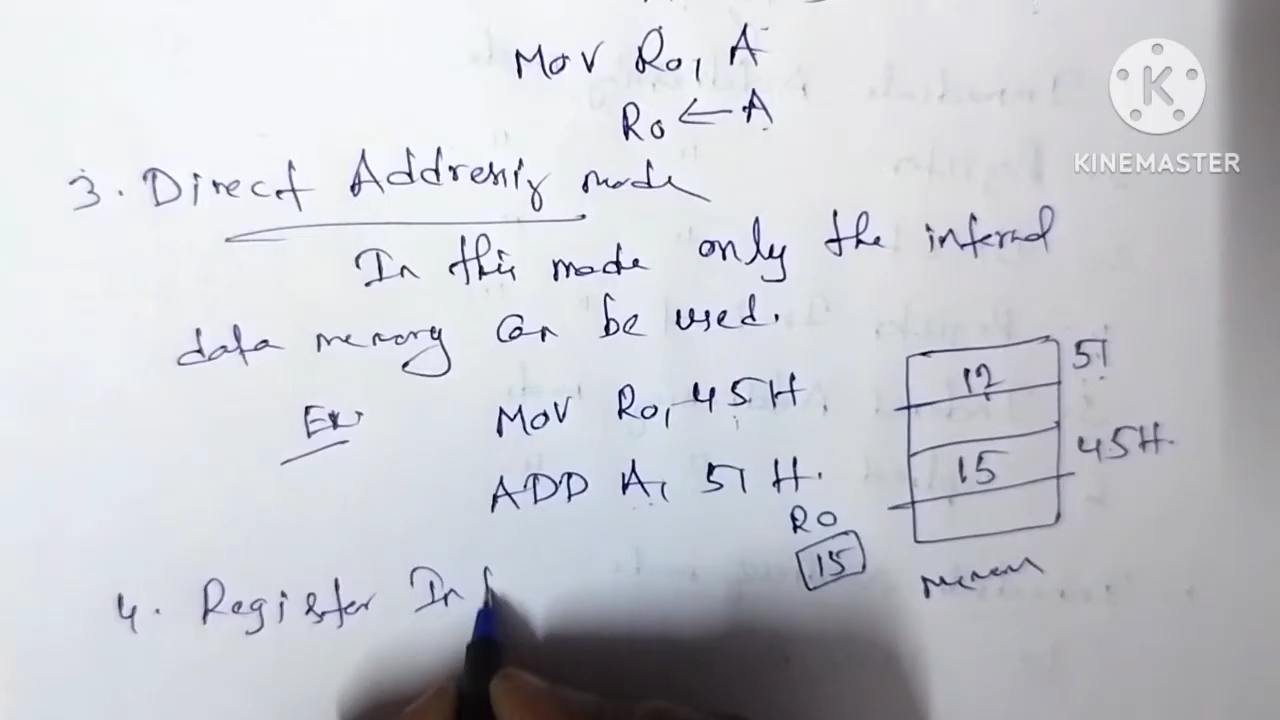 MOV R0, A
R0 ← A
3. Direct Addressing mode
In this mode only the internal
data memory can be used.
Ex:
MOV R0, 45H.
ADD A, 51 H.
12 51
15 45H.
R0
15
memory
4. Register In
KINEMASTER